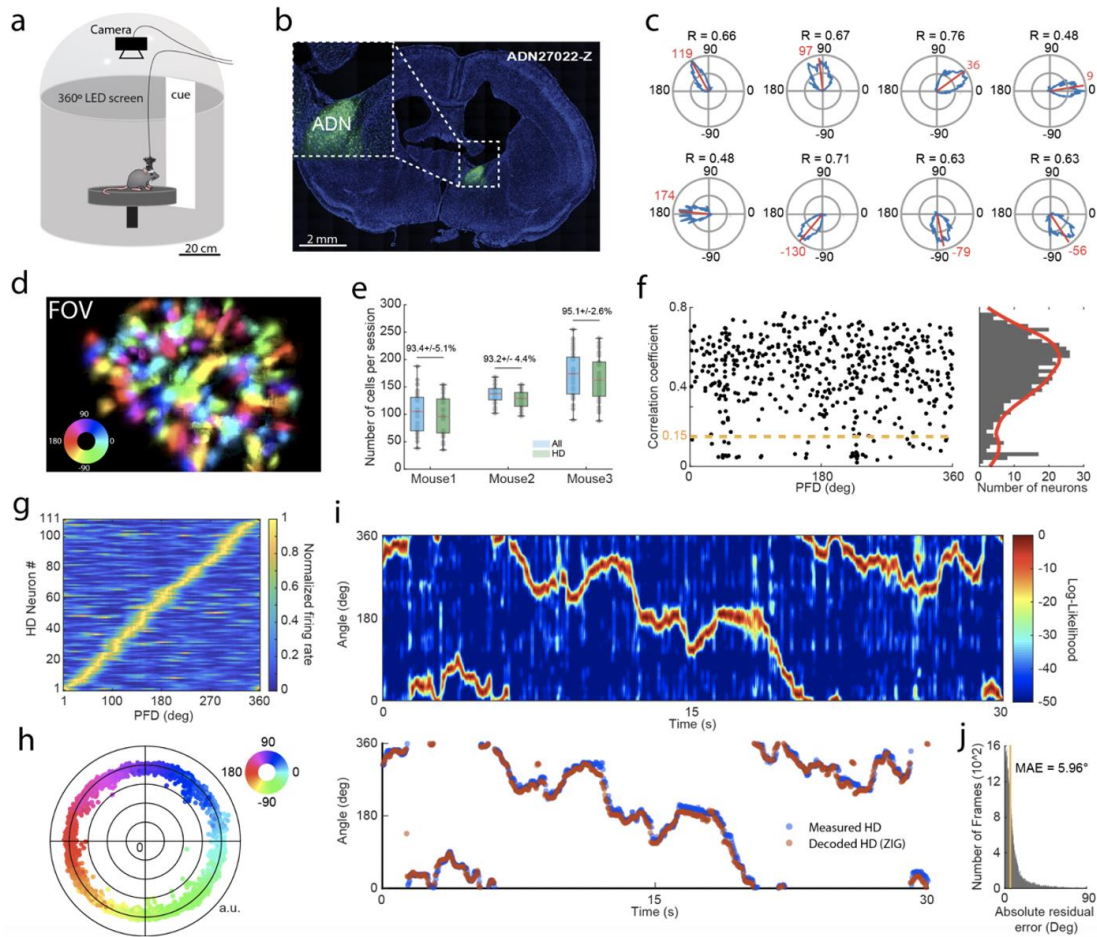 a
Camera
360º LED screen
cue
20 cm
b
ADN27022-Z
ADN
2 mm
c
R = 0.66
90
119
180
0
-90
R = 0.67
90
97
180
0
-90
R = 0.76
90
36
180
0
-90
R = 0.48
90
9
180
0
-90
R = 0.48
90
174
180
0
-90
R = 0.71
90
180
0
-130
-90
R = 0.63
90
180
0
-90
-79
R = 0.63
90
180
0
-90
-56
d
FOV
90
180
0
-90
e
Number of cells per session
300
250
200
150
100
50
0
93.4+/-5.1%
93.2+/- 4.4%
95.1+/-2.6%
All
HD
Mouse1
Mouse2
Mouse3
f
Correlation coefficient
0.8
0.4
0.15
0
0
180
360
PFD (deg)
0
10
20
30
Number of neurons
g
HD Neuron #
111
100
80
60
40
20
1
1
100
180
270
360
PFD (deg)
1
0.8
0.6
0.4
0.2
0
Normalized firing rate
h
90
180
0
-90
0
a.u.
i
Angle (deg)
360
180
0
0
15
30
Time (s)
0
-10
-20
-30
-40
-50
Log-Likelihood
Angle (deg)
360
180
0
Measured HD
Decoded HD (ZIG)
0
15
30
Time (s)
j
Number of Frames (10^2)
16
12
8
4
0
MAE = 5.96°
0
90
Absolute residual
error (Deg)